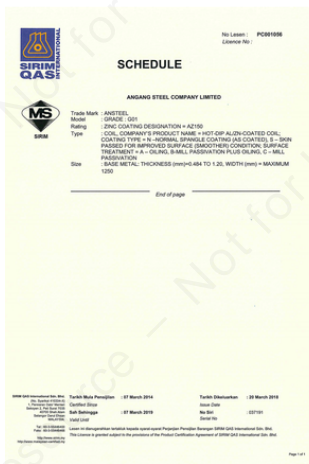 No Lesen : PC001006
Licence No :
SIRIM
QAS
INTERNATIONAL
SCHEDULE
ANGANG STEEL COMPANY LIMITED
MS
SIRIM
Trade Mark : ANSTEEL
Model : GRADE : G01
Rating : ZINC COATING DESIGNATION = AZ150
Type : COIL, COMPANY'S PRODUCT NAME = HOT-DIP AL/ZN-COATED COIL;
COATING TYPE = N –NORMAL SPANGLE COATING (AS COATED), S – SKIN
PASSED FOR IMPROVED SURFACE (SMOOTHER) CONDITION; SURFACE
TREATMENT = A – OILING, B-MILL PASSIVATION PLUS OILING, C – MILL
PASSIVATION
Size : BASE METAL: THICKNESS (mm)=0.484 TO 1.20, WIDTH (mm) = MAXIMUM
1250
End of page
SIRIM QAS International Sdn. Bhd.
Tarikh Mula Perakuan : 07 March 2014
Certified Since
Sah Sehingga : 07 March 2019
Valid Until
Tarikh Dikeluarkan : 20 March 2018
Issue Date
No Siri : 037191
Serial No
Lesen ini dianugerahkan tertakluk kepada syarat-syarat Perjanjian Perakuan Barangan SIRIM QAS International Sdn. Bhd.
This Licence is granted subject to the provisions of the Product Certification Agreement of SIRIM QAS International Sdn. Bhd.
Page 1 of 1